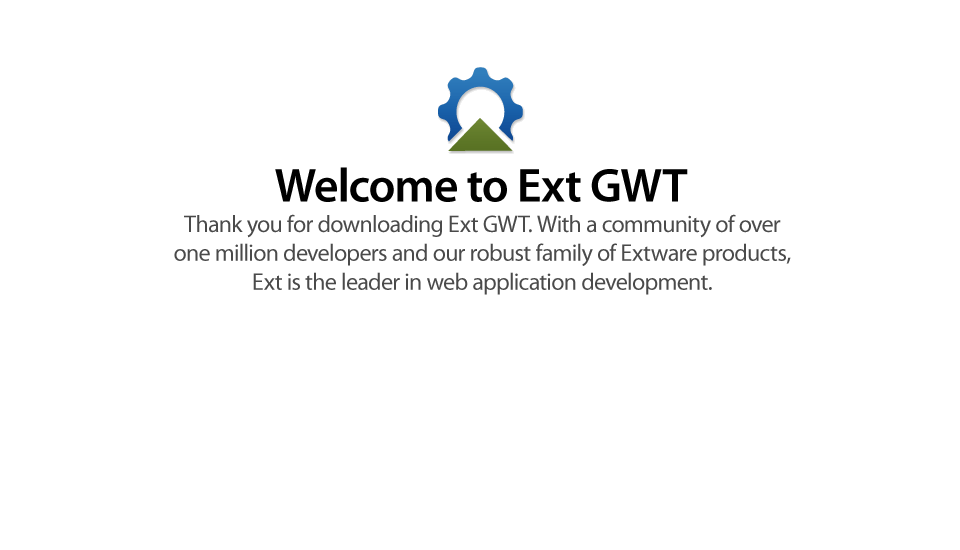 Welcome to Ext GWT
Thank you for downloading Ext GWT. With a community of over
one million developers and our robust family of Extware products,
Ext is the leader in web application development.